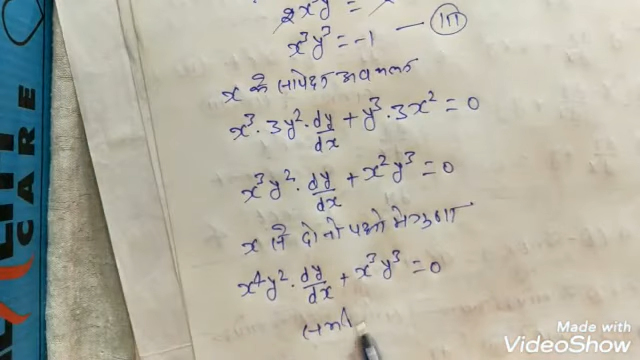 x³y³ = -1 — (III)
x के सापेक्ष अवकलन
x³ · 3y² · dy/dx + y³ · 3x² = 0
x³y² · dy/dx + x²y³ = 0
x से दोनो पक्षो मे गुणा
x⁴y² · dy/dx + x³y³ = 0
CARE
Made with
VideoShow